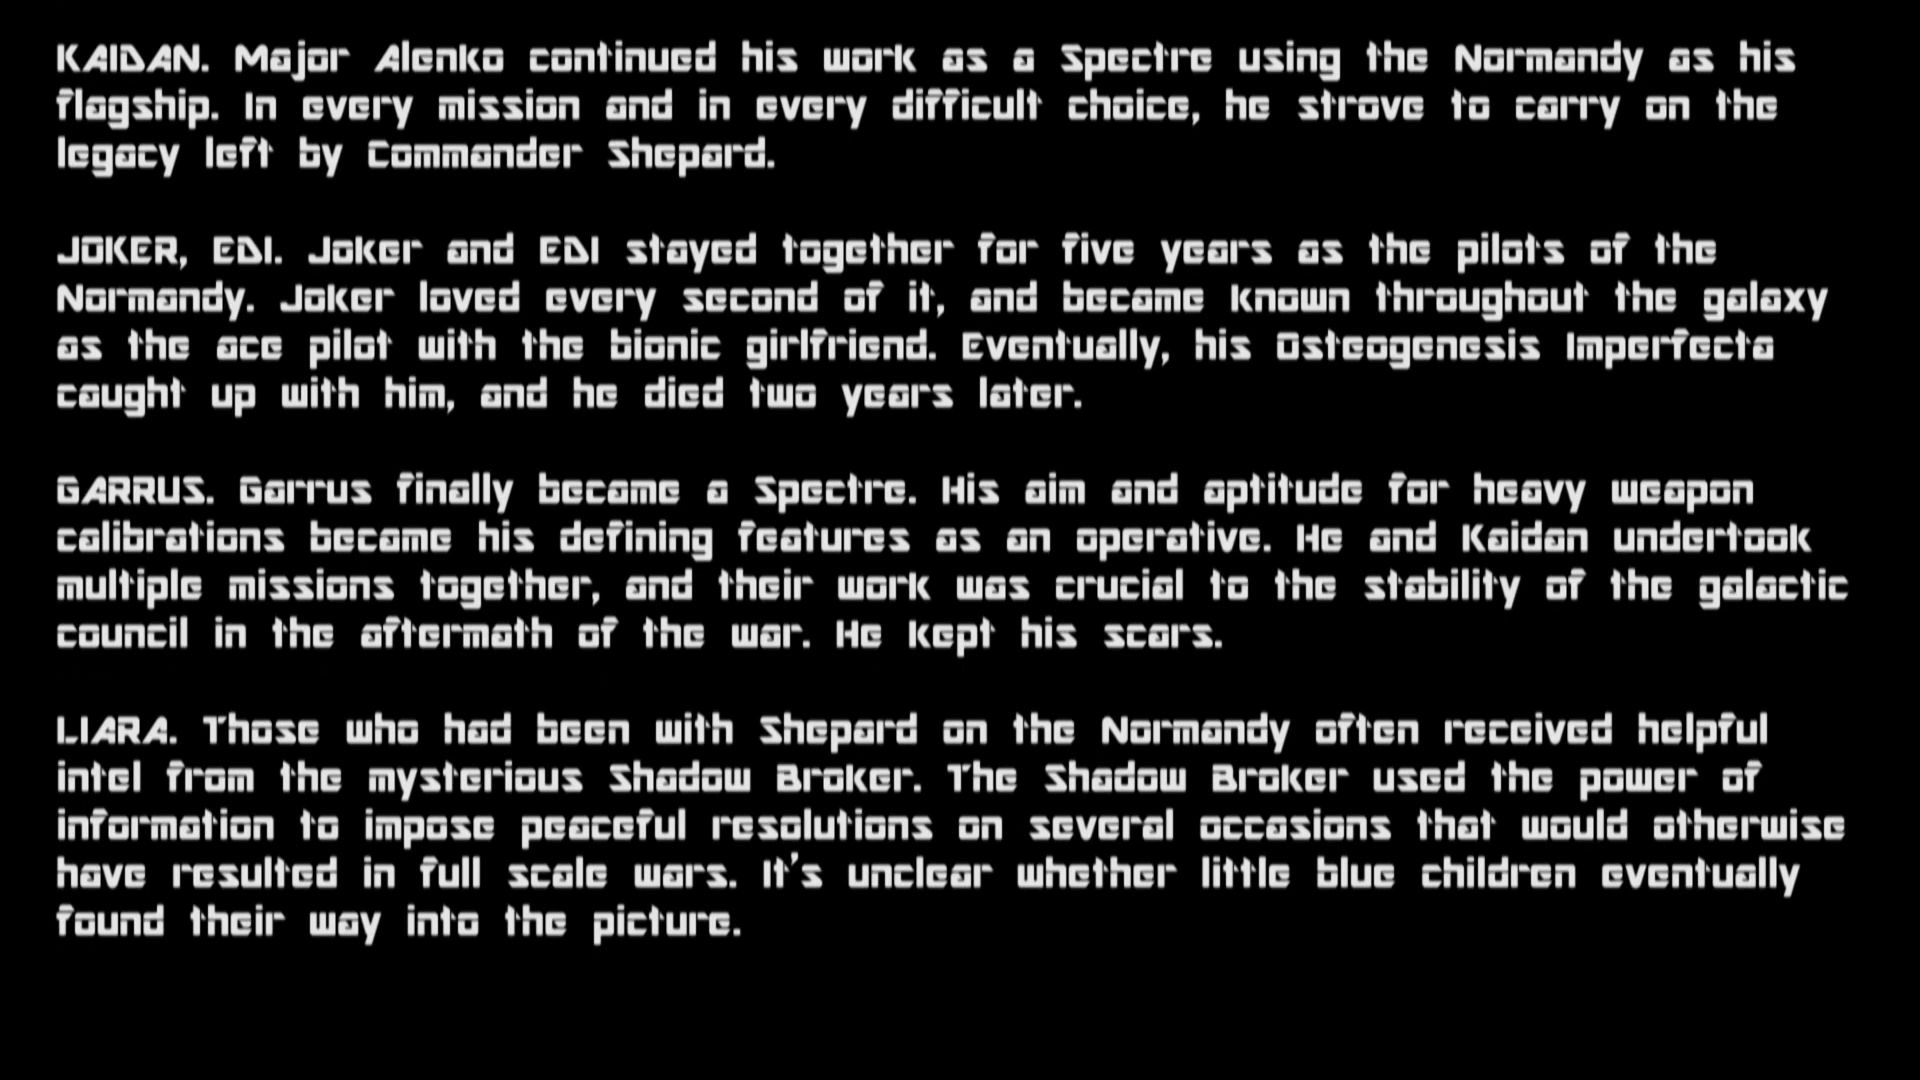 KAIDAN. Major Alenko continued his work as a Spectre using the Normandy as his
flagship. In every mission and in every difficult choice, he strove to carry on the
legacy left by Commander Shepard.
JOKER, EDI. Joker and EDI stayed together for five years as the pilots of the
Normandy. Joker loved every second of it, and became known throughout the galaxy
as the ace pilot with the bionic girlfriend. Eventually, his Osteogenesis Imperfecta
caught up with him, and he died two years later.
GARRUS. Garrus finally became a Spectre. His aim and aptitude for heavy weapon
calibrations became his defining features as an operative. He and Kaidan undertook
multiple missions together, and their work was crucial to the stability of the galactic
council in the aftermath of the war. He kept his scars.
LIARA. Those who had been with Shepard on the Normandy often received helpful
intel from the mysterious Shadow Broker. The Shadow Broker used the power of
information to impose peaceful resolutions on several occasions that would otherwise
have resulted in full scale wars. It's unclear whether little blue children eventually
found their way into the picture.